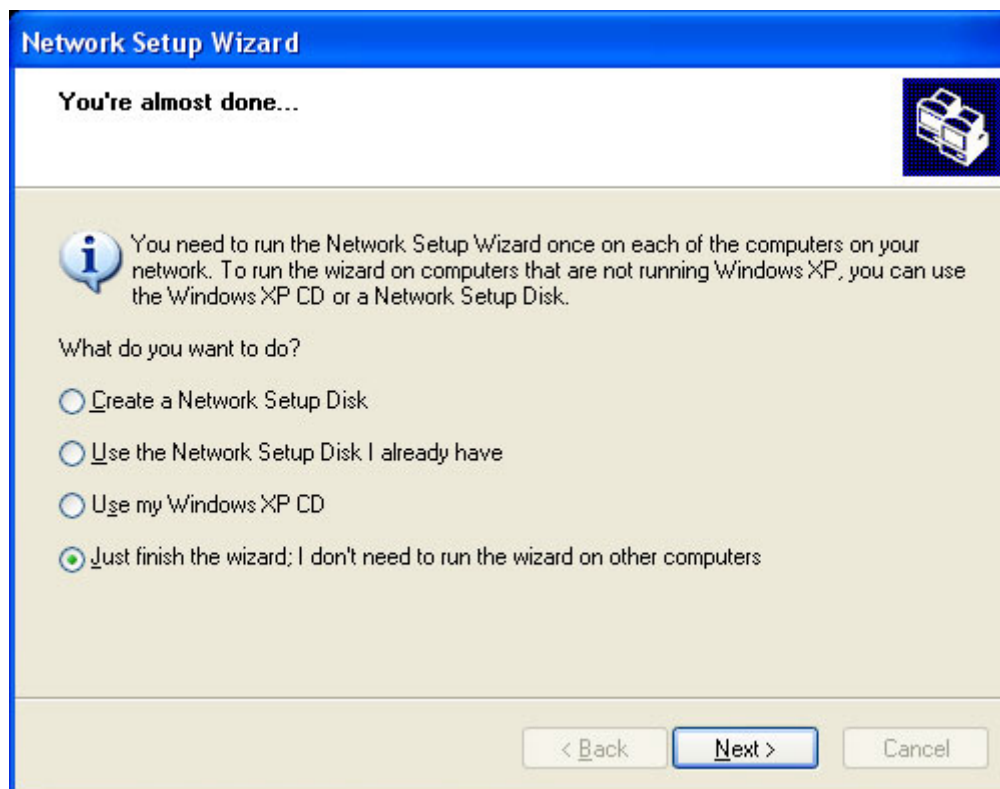 Network Setup Wizard
You're almost done...
You need to run the Network Setup Wizard once on each of the computers on your
network. To run the wizard on computers that are not running Windows XP, you can use
the Windows XP CD or a Network Setup Disk.
What do you want to do?
Create a Network Setup Disk
Use the Network Setup Disk I already have
Use my Windows XP CD
Just finish the wizard; I don't need to run the wizard on other computers
< Back Next > Cancel